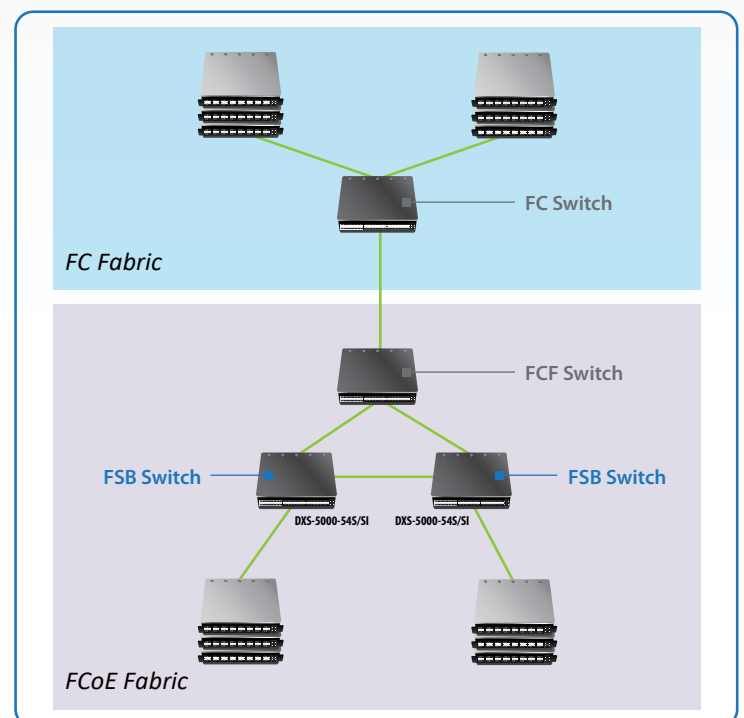 FC Switch
FC Fabric
FCF Switch
FSB Switch
FSB Switch
DXS-5000-54S/SI
DXS-5000-54S/SI
FCoE Fabric